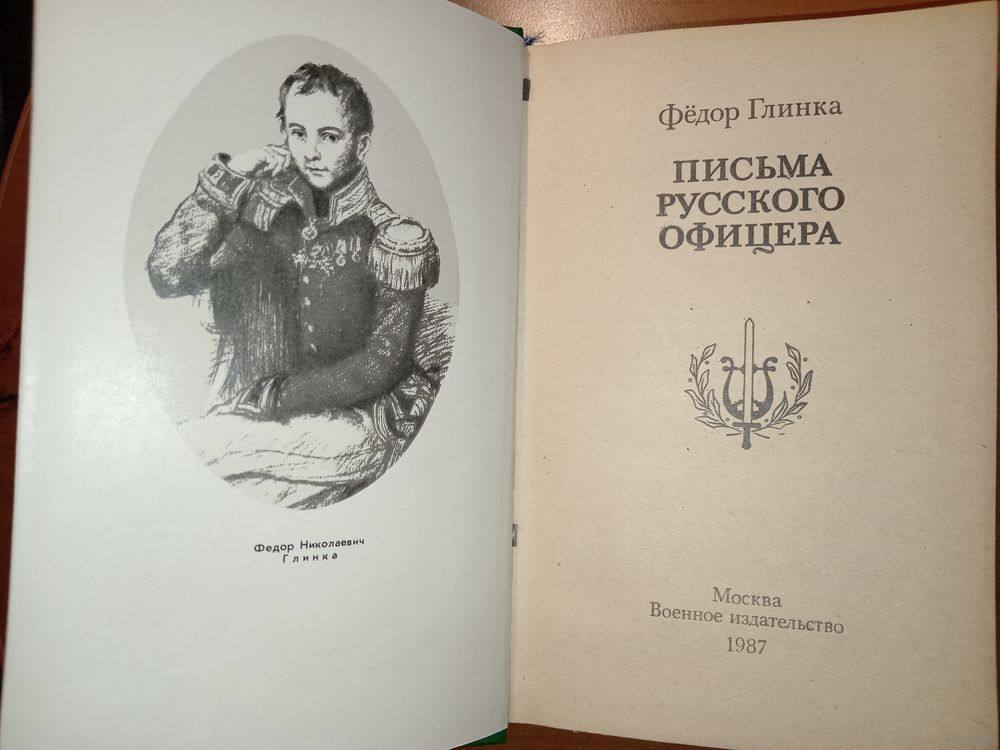 Федор Николаевич
Глинка
Фёдор Глинка
ПИСЬМА
РУССКОГО
ОФИЦЕРА
Москва
Военное издательство
1987